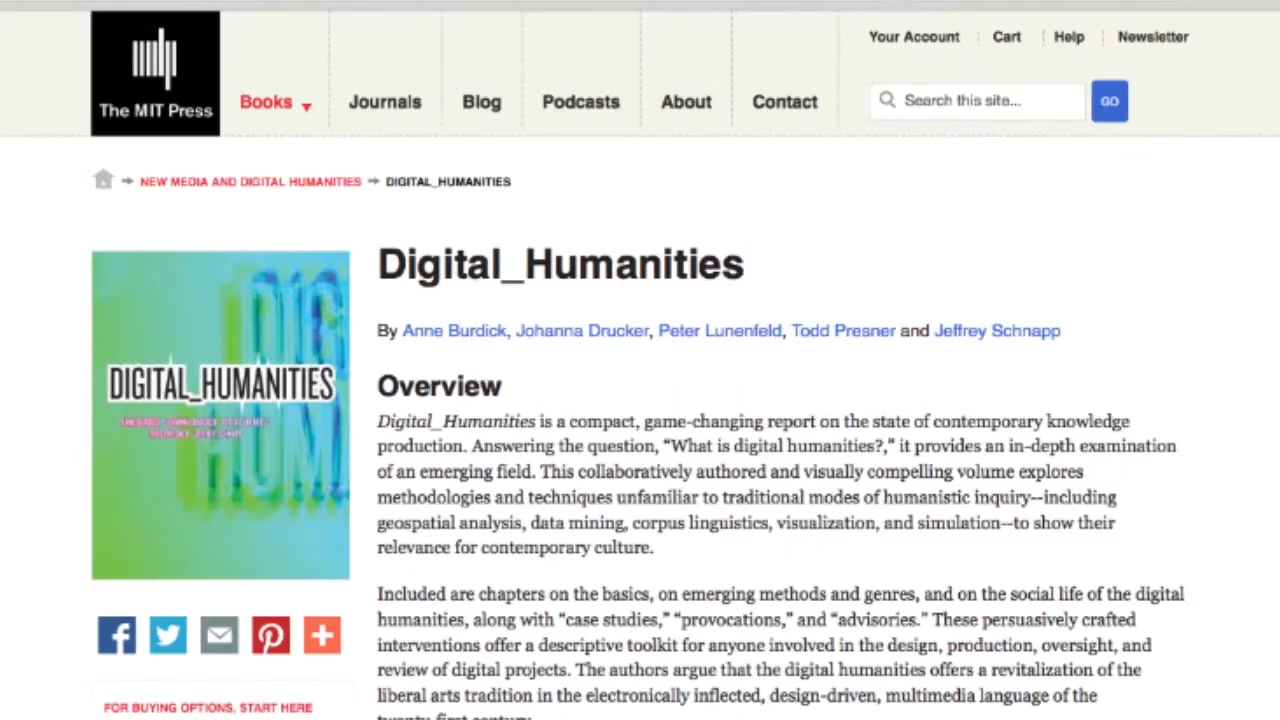 Your Account Cart Help Newsletter
The MIT Press
Books Journals Blog Podcasts About Contact
Search this site... GO
NEW MEDIA AND DIGITAL HUMANITIES DIGITAL_HUMANITIES
Digital_Humanities
DIGITAL_HUMANITIES
By Anne Burdick, Johanna Drucker, Peter Lunenfeld, Todd Presner and Jeffrey Schnapp
Overview
Digital_Humanities is a compact, game-changing report on the state of contemporary knowledge
production. Answering the question, “What is digital humanities?,” it provides an in-depth examination
of an emerging field. This collaboratively authored and visually compelling volume explores
methodologies and techniques unfamiliar to traditional modes of humanistic inquiry--including
geospatial analysis, data mining, corpus linguistics, visualization, and simulation--to show their
relevance for contemporary culture.
Included are chapters on the basics, on emerging methods and genres, and on the social life of the digital
humanities, along with “case studies,” “provocations,” and “advisories.” These persuasively crafted
interventions offer a descriptive toolkit for anyone involved in the design, production, oversight, and
review of digital projects. The authors argue that the digital humanities offers a revitalization of the
liberal arts tradition in the electronically inflected, design-driven, multimedia language of the
twenty-first century.
FOR BUYING OPTIONS, START HERE